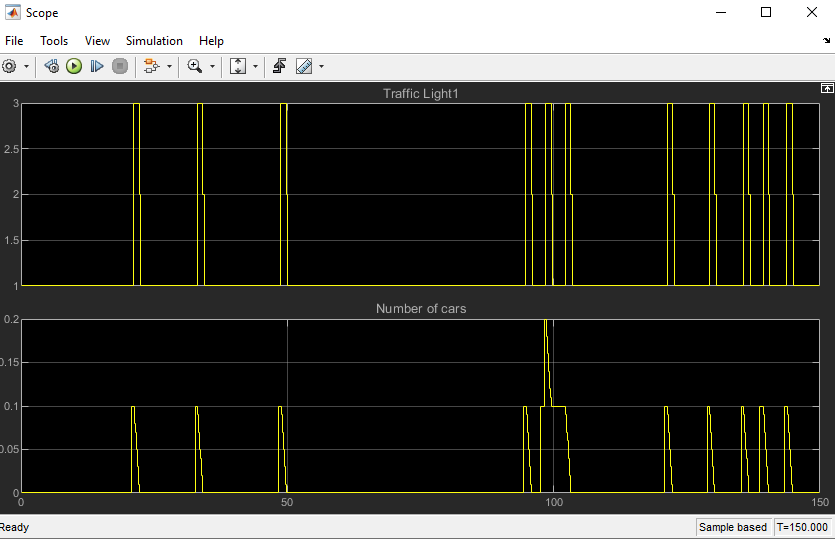 Scope
File Tools View Simulation Help
Traffic Light1
3
2.5
2
1.5
1
Number of cars
0.2
0.15
0.1
0.05
0
0 50 100 150
Ready Sample based T=150.000